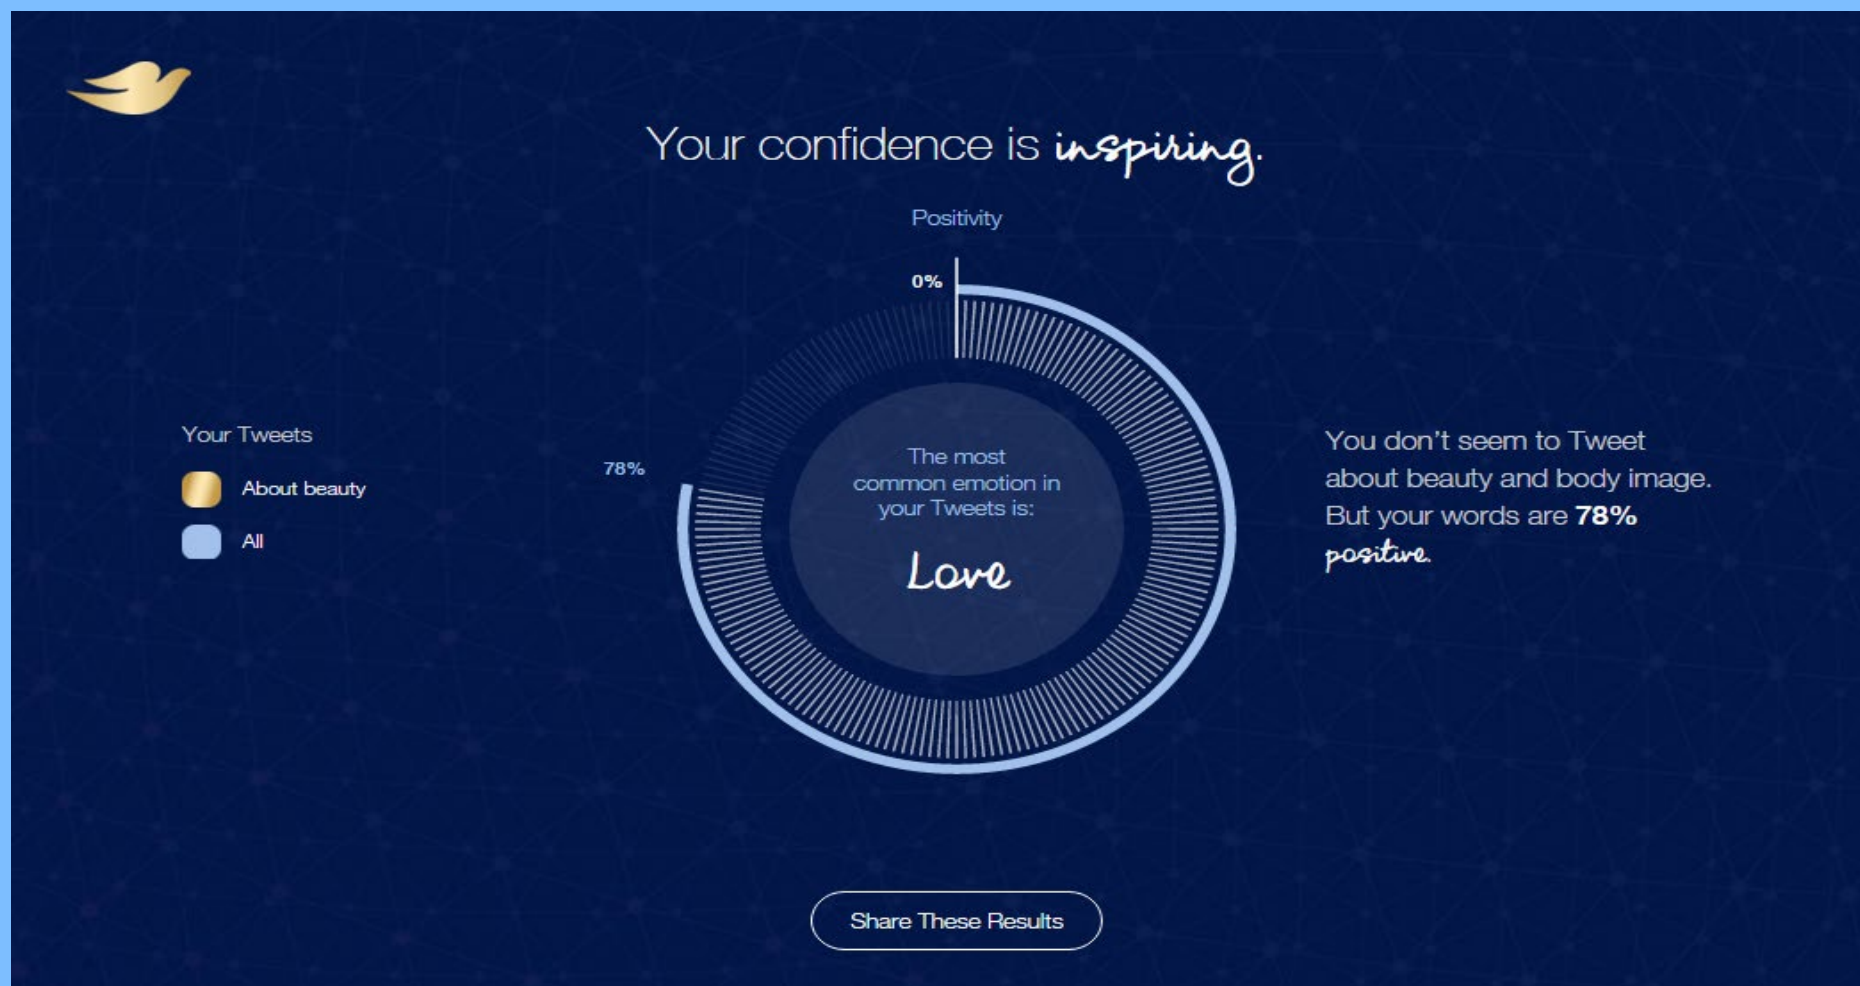 Your confidence is inspiring.
Positivity
0%
78%
Your Tweets
About beauty
All
The most
common emotion in
your Tweets is:
Love
You don't seem to Tweet
about beauty and body image.
But your words are 78%
positive.
Share These Results